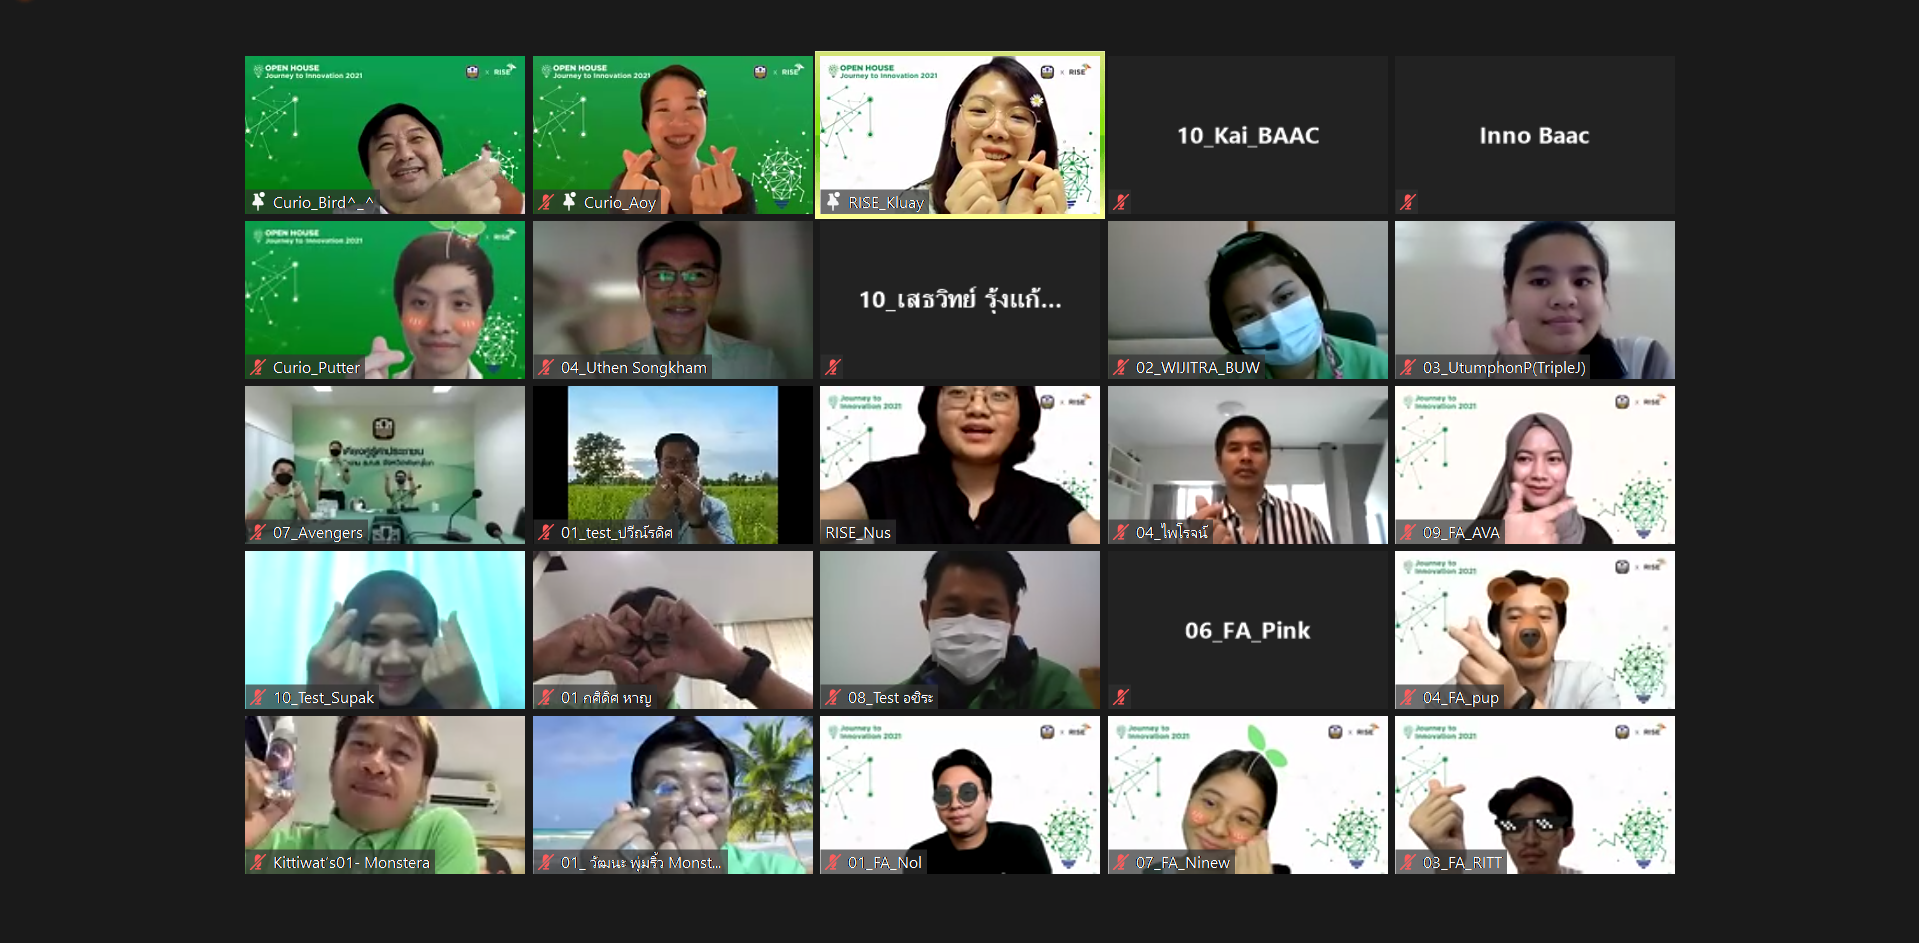 OPEN HOUSE
Journey to Innovation 2021
x RISE
Curio_Bird^_^
OPEN HOUSE
Journey to Innovation 2021
x RISE
Curio_Aoy
OPEN HOUSE
Journey to Innovation 2021
x RISE
RISE_Kluay
10_Kai_BAAC
Inno Baac
OPEN HOUSE
Journey to Innovation 2021
x RISE
Curio_Putter
04_Uthen Songkham
10_เสธวิทย์ รุ้งแก้...
02_WIJITRA_BUW
03_UtumphonP(TripleJ)
07_Avengers
01_test_ปวีณ์รดิศ
Journey to
Innovation 2021
x RISE
RISE_Nus
04_ไพโรจน์
Journey to
Innovation 2021
x RISE
09_FA_AVA
10_Test_Supak
01 กศิดิศ หาญ
08_Test อชิระ
06_FA_Pink
Journey to
Innovation 2021
x RISE
04_FA_pup
Kittiwat's01- Monstera
01_ วัฒนะ พุ่มริ้ว Monst...
Journey to
Innovation 2021
x RISE
01_FA_Nol
Journey to
Innovation 2021
x RISE
07_FA_Ninew
Journey to
Innovation 2021
x RISE
03_FA_RITT